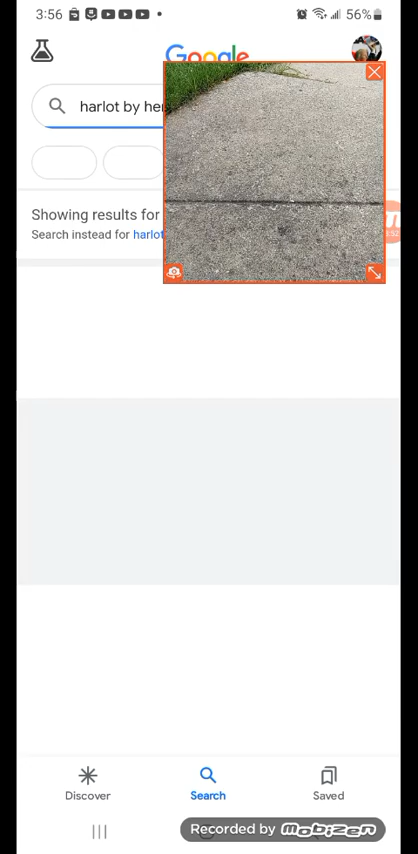 3:56
56%
Google
harlot by
Showing results for
Search instead for harlot
Discover
Search
Saved
Recorded by mobizen